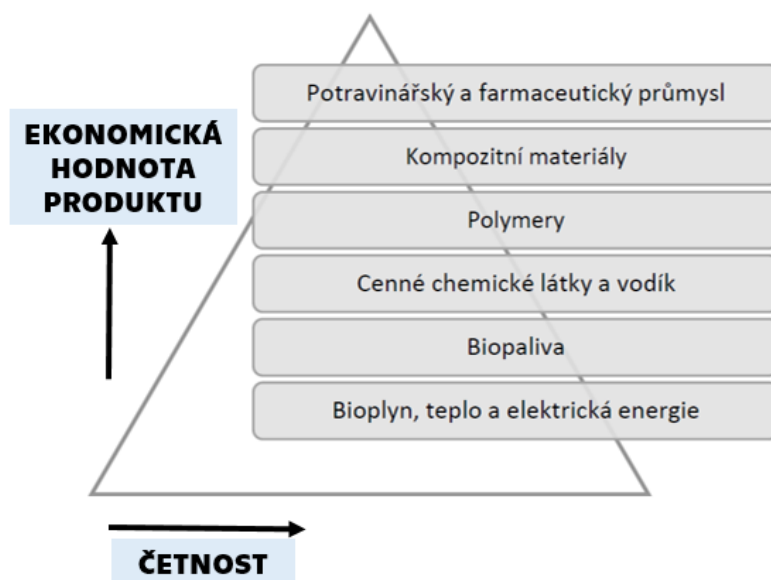 Potravinářský a farmaceutický průmysl
EKONOMICKÁ
HODNOTA
PRODUKTU
Kompozitní materiály
Polymery
Cenné chemické látky a vodík
Biopaliva
Bioplyn, teplo a elektrická energie
ČETNOST